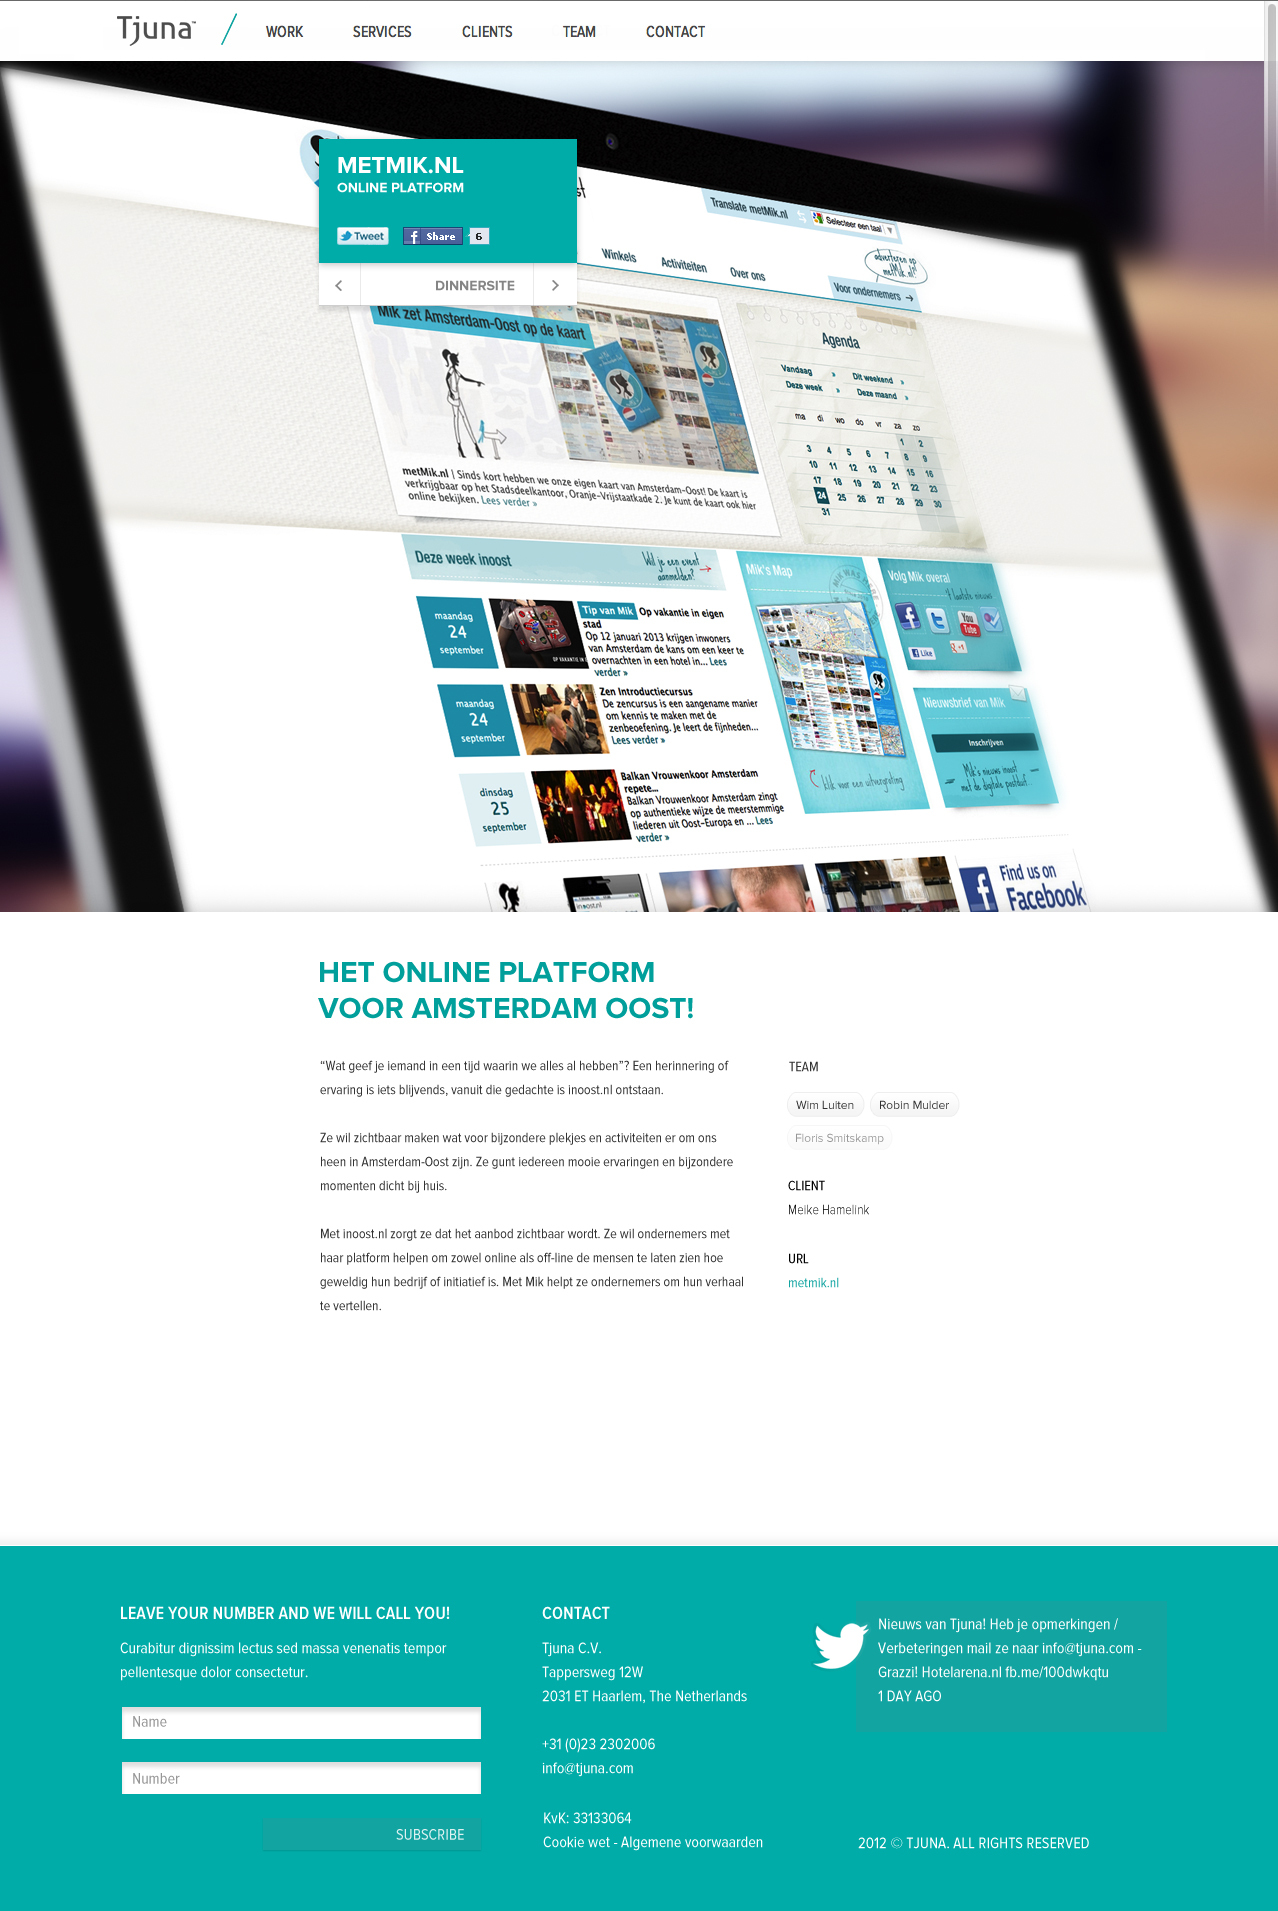 Tjuna™
WORK
SERVICES
CLIENTS
TEAM
CONTACT
METMIK.NL
ONLINE PLATFORM
Tweet
Share
6
DINNERSITE
st
Translate metMik.nl
Selecteer een taal
Winkels
Activiteiten
Over ons
adverteren op
metMik.nl!
Voor ondernemers →
Mik zet Amsterdam-Oost op de kaart
metMik.nl | Sinds kort hebben we onze eigen kaart van Amsterdam-Oost! De kaart is
verkrijgbaar op het Stadsdeelkantoor, Oranje-Vrijstaatkade 2. Je kunt de kaart ook hier
online bekijken. Lees verder »
Agenda
Vandaag »
Dit weekend »
Deze week »
Deze maand »
ma di wo do vr za zo
1 2
3 4 5 6 7 8 9
10 11 12 13 14 15 16
17 18 19 20 21 22 23
24 25 26 27 28 29 30
31
Deze week inoost
Wil je een event
aanmelden?
maandag
24
september
Tip van Mik Op vakantie in eigen
stad
Op 12 januari 2013 krijgen inwoners
van Amsterdam de kans om een keer te
overnachten in een hotel in... Lees
verder »
maandag
24
september
Zen Introductiecursus
De zencursus is een aangename manier
om kennis te maken met de
zenbeoefening. Je leert de fijnheden...
Lees verder »
dinsdag
25
september
Balkan Vrouwenkoor Amsterdam
repete...
Balkan Vrouwenkoor Amsterdam zingt
op authentieke wijze de meerstemmige
liederen uit Oost-Europa en ... Lees
verder »
Mik's Map
klik voor een uitvergroting
Volg Mik overal
't laatste nieuws
You
Tube
Like
+1
Nieuwsbrief van Mik
Inschrijven
Mik's nieuws inoost
met de digitale postduif...
inoost.nl
Find us on
Facebook
HET ONLINE PLATFORM
VOOR AMSTERDAM OOST!
“Wat geef je iemand in een tijd waarin we alles al hebben”? Een herinnering of
ervaring is iets blijvends, vanuit die gedachte is inoost.nl ontstaan.
Ze wil zichtbaar maken wat voor bijzondere plekjes en activiteiten er om ons
heen in Amsterdam-Oost zijn. Ze gunt iedereen mooie ervaringen en bijzondere
momenten dicht bij huis.
Met inoost.nl zorgt ze dat het aanbod zichtbaar wordt. Ze wil ondernemers met
haar platform helpen om zowel online als off-line de mensen te laten zien hoe
geweldig hun bedrijf of initiatief is. Met Mik helpt ze ondernemers om hun verhaal
te vertellen.
TEAM
Wim Luiten
Robin Mulder
Floris Smitskamp
CLIENT
Meike Hamelink
URL
metmik.nl
LEAVE YOUR NUMBER AND WE WILL CALL YOU!
Curabitur dignissim lectus sed massa venenatis tempor
pellentesque dolor consectetur.
Name
Number
SUBSCRIBE
CONTACT
Tjuna C.V.
Tappersweg 12W
2031 ET Haarlem, The Netherlands
+31 (0)23 2302006
info@tjuna.com
KvK: 33133064
Cookie wet - Algemene voorwaarden
Nieuws van Tjuna! Heb je opmerkingen /
Verbeteringen mail ze naar info@tjuna.com -
Grazzi! Hotelarena.nl fb.me/100dwkqtu
1 DAY AGO
2012 © TJUNA. ALL RIGHTS RESERVED